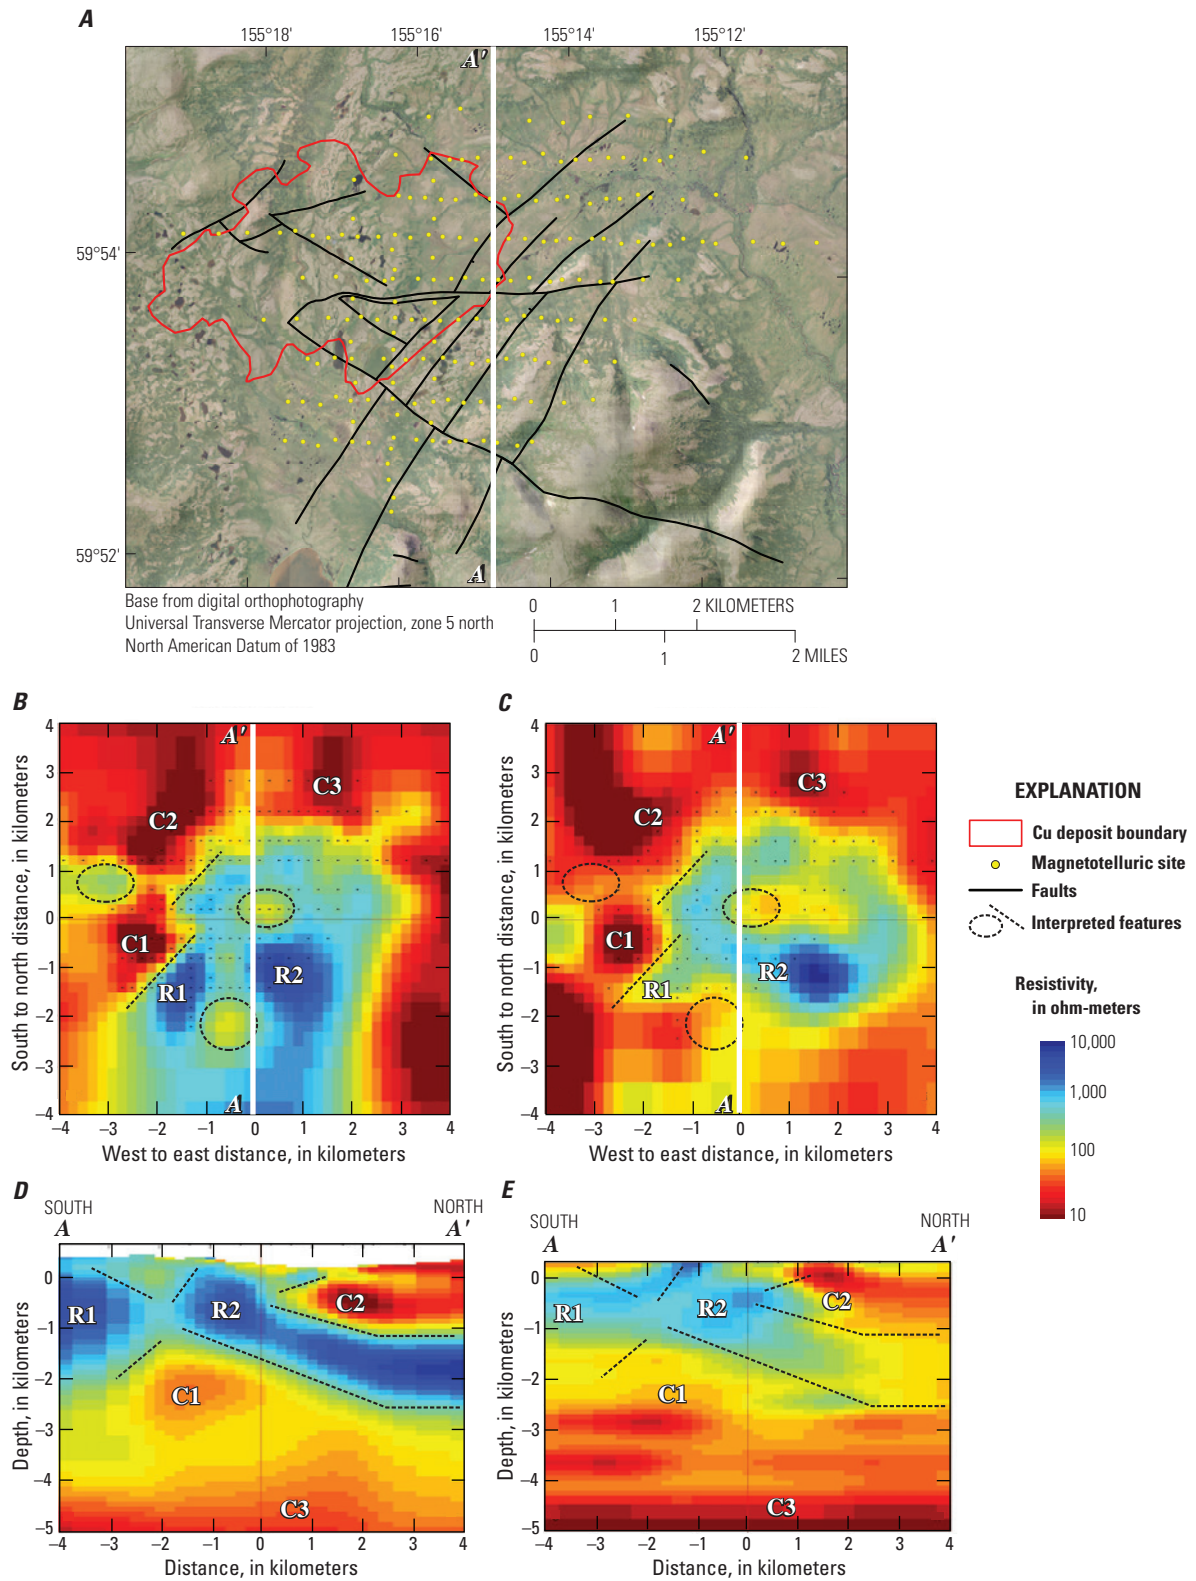 A
155°18' 155°16' 155°14' 155°12'
A'
59°54'
59°52'
A
Base from digital orthophotography
Universal Transverse Mercator projection, zone 5 north
North American Datum of 1983
0 1 2 KILOMETERS
0 1 2 MILES
B
4
3
2
1
0
–1
–2
–3
–4
South to north distance, in kilometers
A'
C3
C2
C1
R1
R2
A
–4 –3 –2 –1 0 1 2 3 4
West to east distance, in kilometers
C
4
3
2
1
0
–1
–2
–3
–4
South to north distance, in kilometers
A'
C3
C2
C1
R1
R2
A
–4 –3 –2 –1 0 1 2 3 4
West to east distance, in kilometers
EXPLANATION
Cu deposit boundary
Magnetotelluric site
Faults
Interpreted features
Resistivity,
in ohm-meters
10,000
1,000
100
10
D
SOUTH NORTH
A A'
0
–1
–2
–3
–4
–5
Depth, in kilometers
R1
R2
C2
C1
C3
–4 –3 –2 –1 0 1 2 3 4
Distance, in kilometers
E
SOUTH NORTH
A A'
0
–1
–2
–3
–4
–5
Depth, in kilometers
R1
R2
C2
C1
C3
–4 –3 –2 –1 0 1 2 3 4
Distance, in kilometers